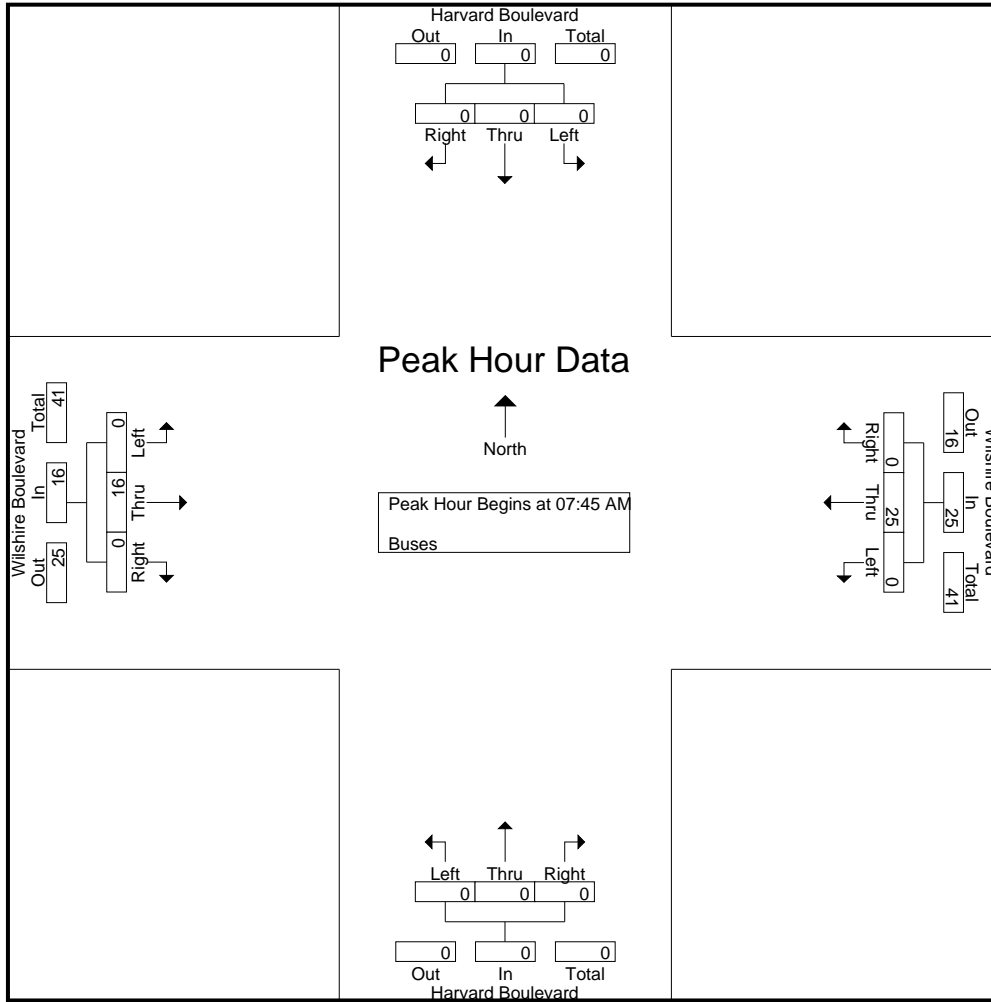 Harvard Boulevard
Out In Total
0 0 0
0 0 0
Right Thru Left
Peak Hour Data
North
Peak Hour Begins at 07:45 AM
Buses
Wilshire Boulevard
Out In Total
25 16 41
Right Thru Left
0 16 0
Wilshire Boulevard
Out In Total
16 25 41
Right Thru Left
0 25 0
Left Thru Right
0 0 0
0 0 0
Out In Total
Harvard Boulevard